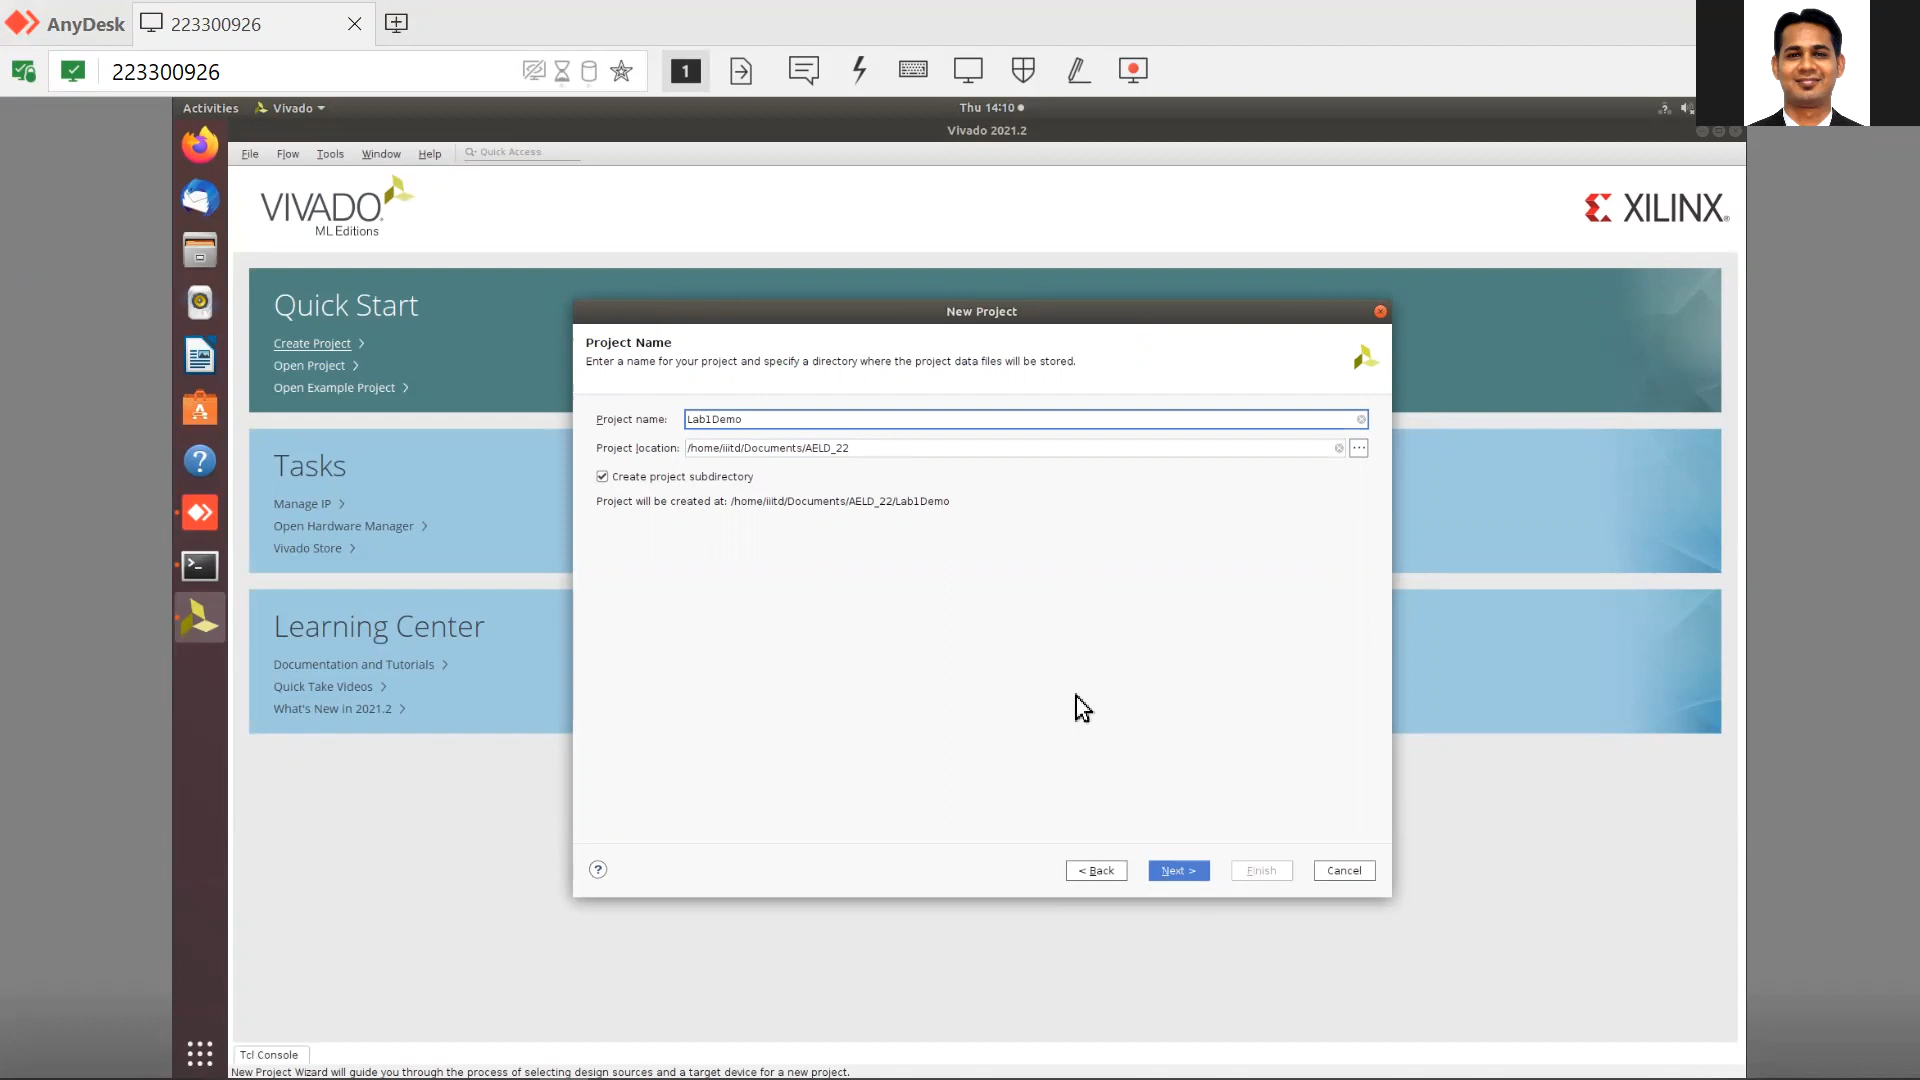 AnyDesk
223300926
223300926
1
Activities
Vivado
Thu 14:10
Vivado 2021.2
File
Flow
Tools
Window
Help
Quick Access
VIVADO
ML Editions
XILINX
Quick Start
Create Project
Open Project
Open Example Project
Tasks
Manage IP
Open Hardware Manager
Vivado Store
Learning Center
Documentation and Tutorials
Quick Take Videos
What's New in 2021.2
New Project
Project Name
Enter a name for your project and specify a directory where the project data files will be stored.
Project name: Lab1Demo
Project location: /home/iiitd/Documents/AELD_22
Create project subdirectory
Project will be created at: /home/iiitd/Documents/AELD_22/Lab1Demo
?
< Back
Next >
Finish
Cancel
Tcl Console
New Project Wizard will guide you through the process of selecting design sources and a target device for a new project.